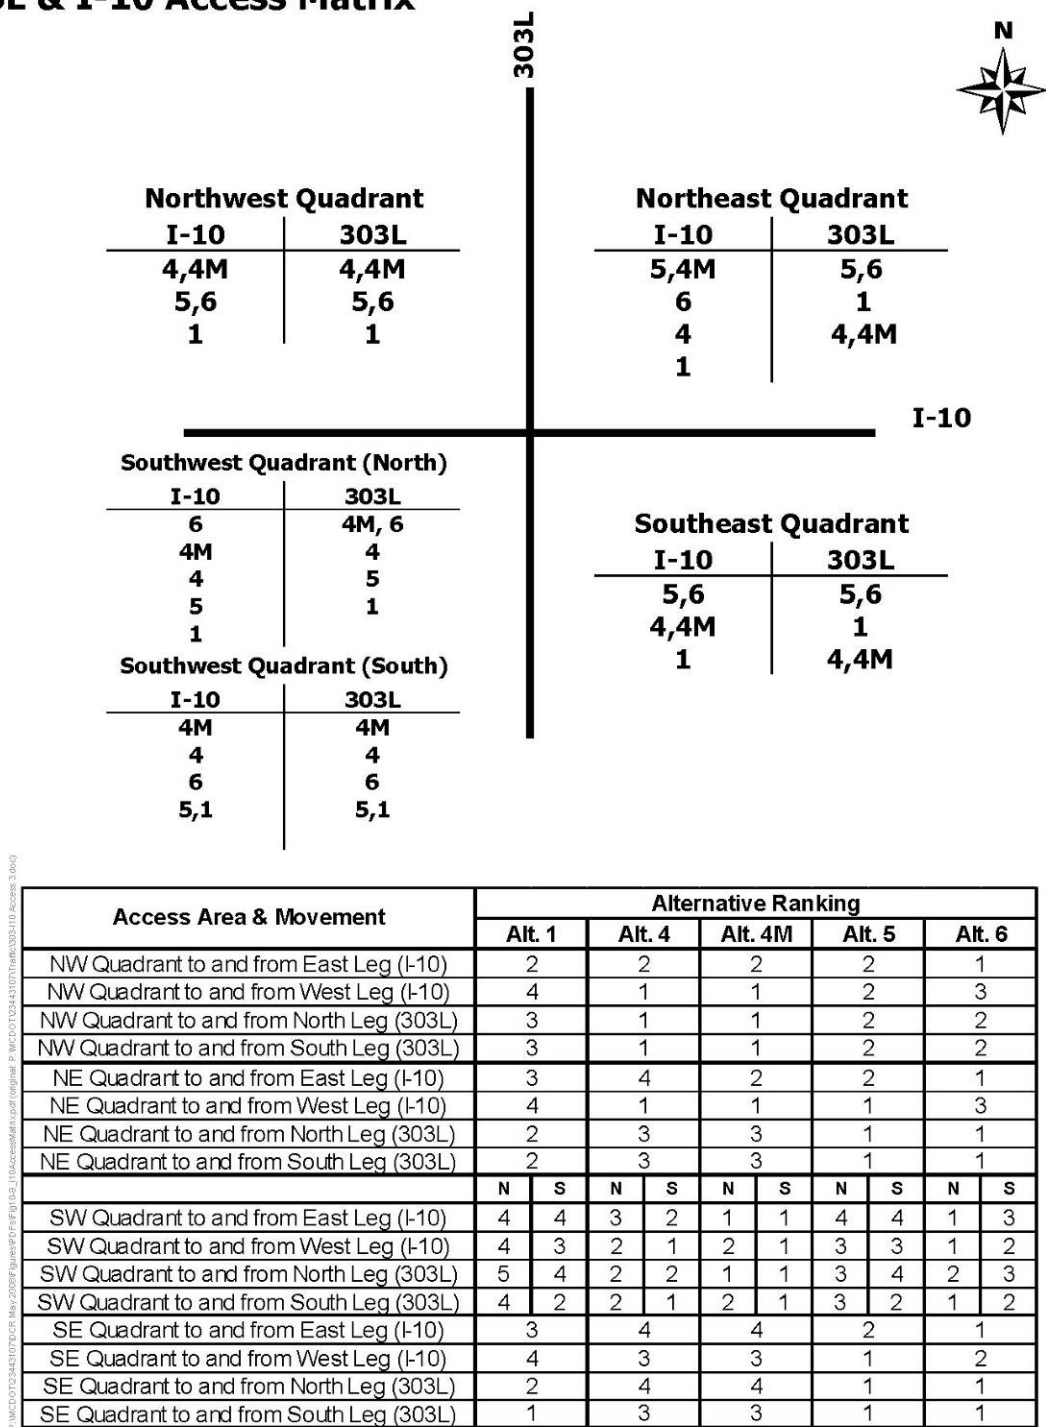 & I-10 Access Matrix
303L
N
Northwest Quadrant
I-10 303L
4,4M 4,4M
5,6 5,6
1 1
Northeast Quadrant
I-10 303L
5,4M 5,6
6 1
4 4,4M
1
I-10
Southwest Quadrant (North)
I-10 303L
6 4M, 6
4M 4
4 5
5 1
1
Southwest Quadrant (South)
I-10 303L
4M 4M
4 4
6 6
5,1 5,1
Southeast Quadrant
I-10 303L
5,6 5,6
4,4M 1
1 4,4M
Access Area & Movement Alternative Ranking
Alt. 1 Alt. 4 Alt. 4M Alt. 5 Alt. 6
NW Quadrant to and from East Leg (I-10) 2 2 2 2 1
NW Quadrant to and from West Leg (I-10) 4 1 1 2 3
NW Quadrant to and from North Leg (303L) 3 1 1 2 2
NW Quadrant to and from South Leg (303L) 3 1 1 2 2
NE Quadrant to and from East Leg (I-10) 3 4 2 2 1
NE Quadrant to and from West Leg (I-10) 4 1 1 1 3
NE Quadrant to and from North Leg (303L) 2 3 3 1 1
NE Quadrant to and from South Leg (303L) 2 3 3 1 1
N S N S N S N S N S
SW Quadrant to and from East Leg (I-10) 4 4 3 2 1 1 4 4 1 3
SW Quadrant to and from West Leg (I-10) 4 3 2 1 2 1 3 3 1 2
SW Quadrant to and from North Leg (303L) 5 4 2 2 1 1 3 4 2 3
SW Quadrant to and from South Leg (303L) 4 2 2 1 2 1 3 2 1 2
SE Quadrant to and from East Leg (I-10) 3 4 4 2 1
SE Quadrant to and from West Leg (I-10) 4 3 3 1 2
SE Quadrant to and from North Leg (303L) 2 4 4 1 1
SE Quadrant to and from South Leg (303L) 1 3 3 1 1